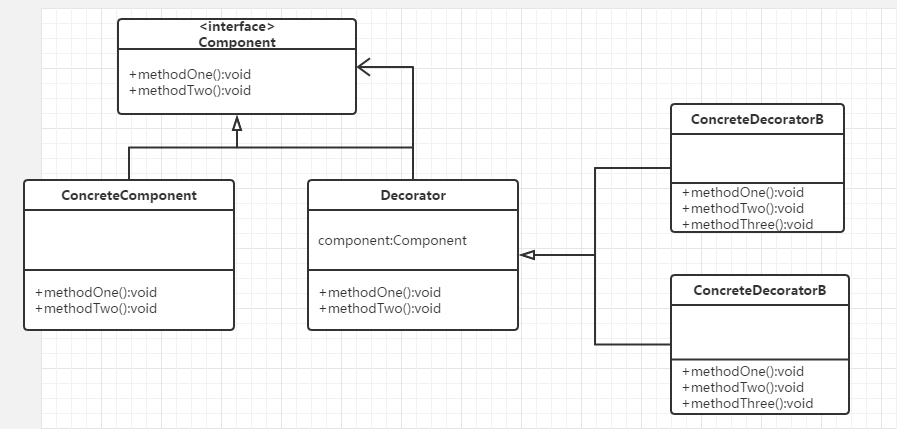 <interface>
Component
+methodOne():void
+methodTwo():void
ConcreteComponent
+methodOne():void
+methodTwo():void
Decorator
component:Component
+methodOne():void
+methodTwo():void
ConcreteDecoratorB
+methodOne():void
+methodTwo():void
+methodThree():void
ConcreteDecoratorB
+methodOne():void
+methodTwo():void
+methodThree():void